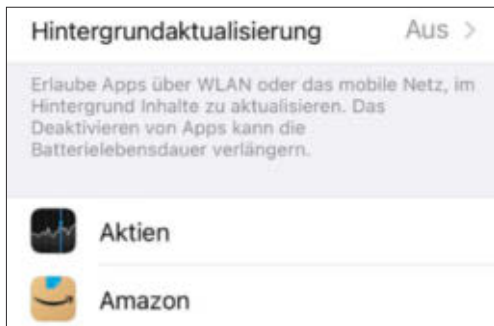 Hintergrundaktualisierung Aus >
Erlaube Apps über WLAN oder das mobile Netz, im
Hintergrund Inhalte zu aktualisieren. Das
Deaktivieren von Apps kann die
Batterielebensdauer verlängern.
Aktien
Amazon